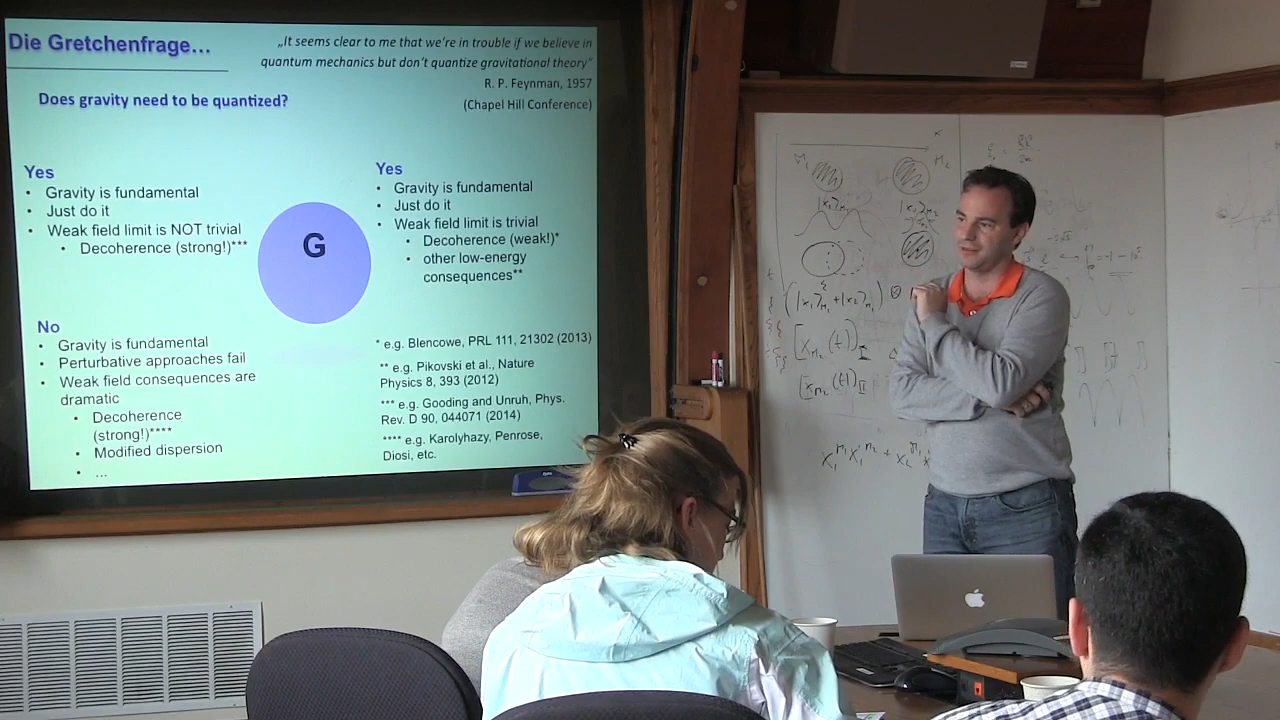 Die Gretchenfrage...
„It seems clear to me that we're in trouble if we believe in
quantum mechanics but don't quantize gravitational theory"
R. P. Feynman, 1957
(Chapel Hill Conference)
Does gravity need to be quantized?
Yes
• Gravity is fundamental
• Just do it
• Weak field limit is NOT trivial
• Decoherence (strong!)***
G
Yes
• Gravity is fundamental
• Just do it
• Weak field limit is trivial
• Decoherence (weak!)*
• other low-energy
consequences**
No
• Gravity is fundamental
• Perturbative approaches fail
• Weak field consequences are
dramatic
• Decoherence
(strong!)****
• Modified dispersion
• ...
* e.g. Blencowe, PRL 111, 21302 (2013)
** e.g. Pikovski et al., Nature
Physics 8, 393 (2012)
*** e.g. Gooding and Unruh, Phys.
Rev. D 90, 044071 (2014)
**** e.g. Karolyhazy, Penrose,
Diosi, etc.